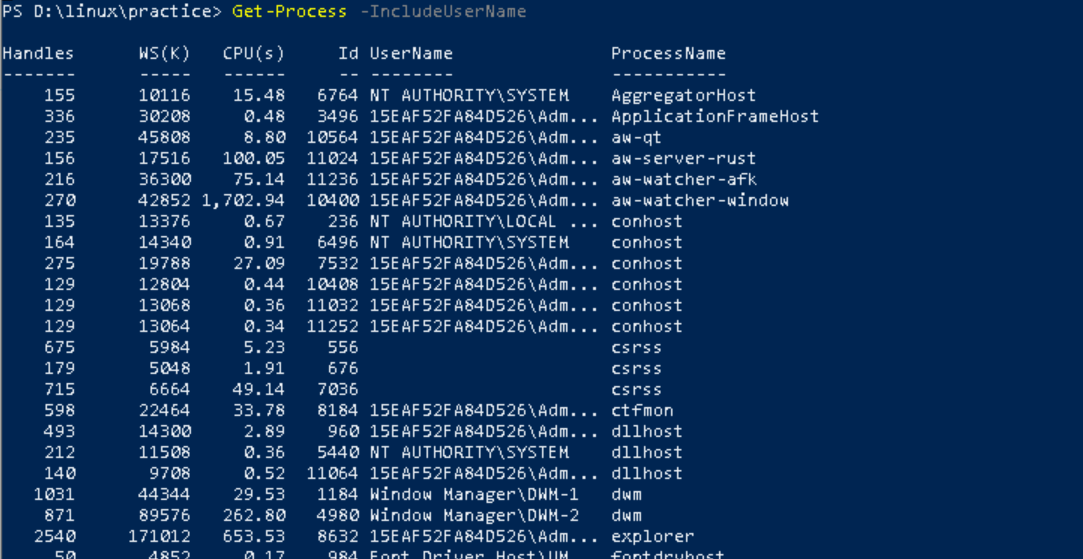 PS D:\linux\practice> Get-Process -IncludeUserName
Handles WS(K) CPU(s) Id UserName ProcessName
------- ----- ------ -- -------- -----------
155 10116 15.48 6764 NT AUTHORITY\SYSTEM AggregatorHost
336 30208 0.48 3496 15EAF52FA84D526\Adm... ApplicationFrameHost
235 45808 8.80 10564 15EAF52FA84D526\Adm... aw-qt
156 17516 100.05 11024 15EAF52FA84D526\Adm... aw-server-rust
216 36300 75.14 11236 15EAF52FA84D526\Adm... aw-watcher-afk
270 42852 1,702.94 10400 15EAF52FA84D526\Adm... aw-watcher-window
135 13376 0.67 236 NT AUTHORITY\LOCAL ... conhost
164 14340 0.91 6496 NT AUTHORITY\SYSTEM conhost
275 19788 27.09 7532 15EAF52FA84D526\Adm... conhost
129 12804 0.44 10408 15EAF52FA84D526\Adm... conhost
129 13068 0.36 11032 15EAF52FA84D526\Adm... conhost
129 13064 0.34 11252 15EAF52FA84D526\Adm... conhost
675 5984 5.23 556 csrss
179 5048 1.91 676 csrss
715 6664 49.14 7036 csrss
598 22464 33.78 8184 15EAF52FA84D526\Adm... ctfmon
493 14300 2.89 960 15EAF52FA84D526\Adm... dllhost
212 11508 0.36 5440 NT AUTHORITY\SYSTEM dllhost
140 9708 0.52 11064 15EAF52FA84D526\Adm... dllhost
1031 44344 29.53 1184 Window Manager\DWM-1 dwm
871 89576 262.80 4980 Window Manager\DWM-2 dwm
2540 171012 653.53 8632 15EAF52FA84D526\Adm... explorer
50 4852 0.17 984 Font Driver Host\UM... fontdrvhost